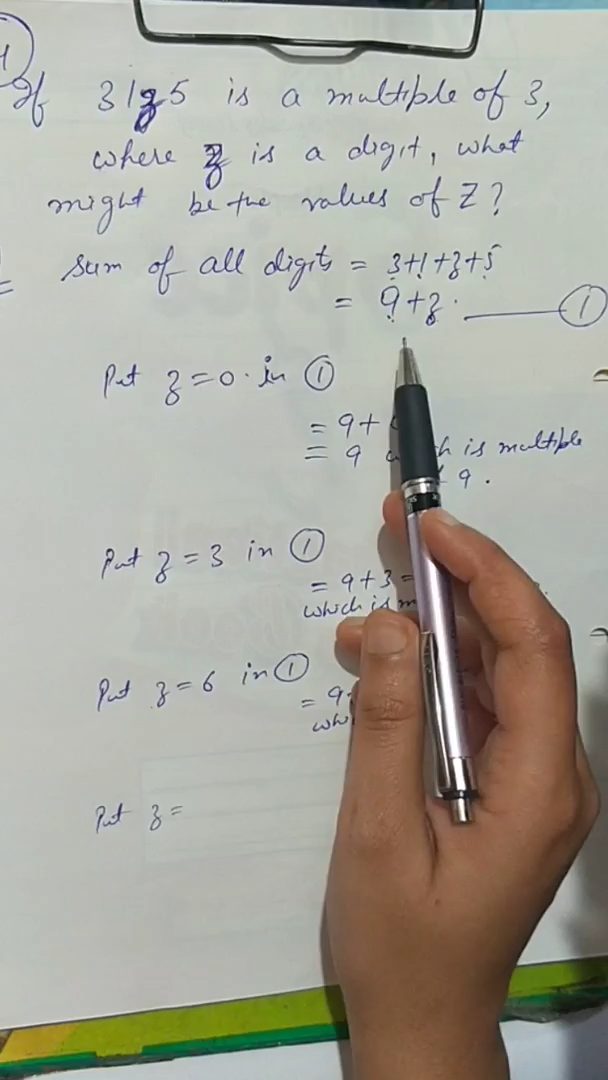 If 31z5 is a multiple of 3,
where z is a digit, what
might be the values of Z?
Sum of all digits = 3+1+z+5
= 9+z. ——— ①
Put z=0. in ①
= 9+
= 9 is multiple
9.
Put z=3 in ①
= 9+3 =
which is
Put z=6 in ①
= 9
Put z=